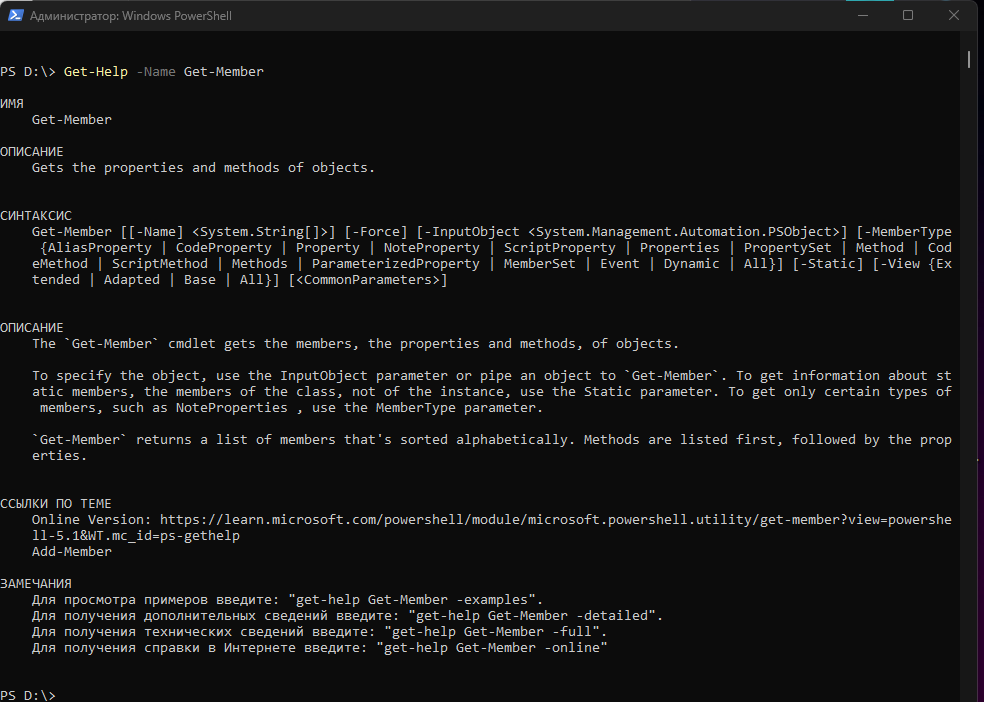 Администратор: Windows PowerShell
PS D:\> Get-Help -Name Get-Member
ИМЯ
Get-Member
ОПИСАНИЕ
Gets the properties and methods of objects.
СИНТАКСИС
Get-Member [[-Name] <System.String[]>] [-Force] [-InputObject <System.Management.Automation.PSObject>] [-MemberType
{AliasProperty | CodeProperty | Property | NoteProperty | ScriptProperty | Properties | PropertySet | Method | Cod
eMethod | ScriptMethod | Methods | ParameterizedProperty | MemberSet | Event | Dynamic | All}] [-Static] [-View {Ex
tended | Adapted | Base | All}] [<CommonParameters>]
ОПИСАНИЕ
The `Get-Member` cmdlet gets the members, the properties and methods, of objects.
To specify the object, use the InputObject parameter or pipe an object to `Get-Member`. To get information about st
atic members, the members of the class, not of the instance, use the Static parameter. To get only certain types of
members, such as NoteProperties , use the MemberType parameter.
`Get-Member` returns a list of members that's sorted alphabetically. Methods are listed first, followed by the prop
erties.
ССЫЛКИ ПО ТЕМЕ
Online Version: https://learn.microsoft.com/powershell/module/microsoft.powershell.utility/get-member?view=powershe
ll-5.1&WT.mc_id=ps-gethelp
Add-Member
ЗАМЕЧАНИЯ
Для просмотра примеров введите: "get-help Get-Member -examples".
Для получения дополнительных сведений введите: "get-help Get-Member -detailed".
Для получения технических сведений введите: "get-help Get-Member -full".
Для получения справки в Интернете введите: "get-help Get-Member -online"
PS D:\>